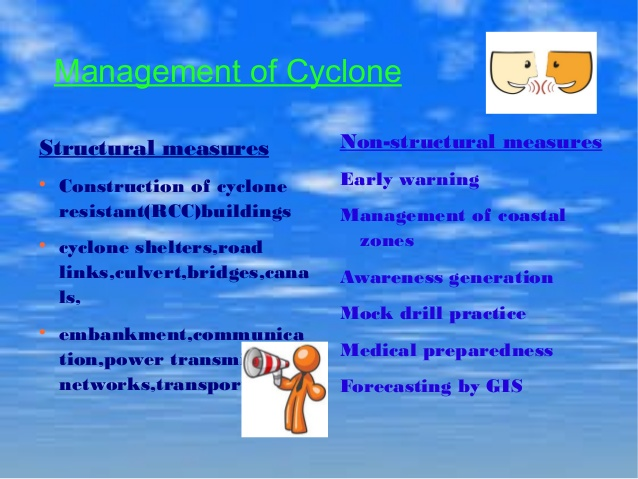 Management of Cyclone
Structural measures
Construction of cyclone
resistant(RCC)buildings
cyclone shelters,road
links,culvert,bridges,cana
ls,
embankment,communica
tion,power
networks,
Non-structural measures
Early warning
Management of coastal
zones
Awareness generation
Mock drill practice
Medical preparedness
Forecasting by GIS